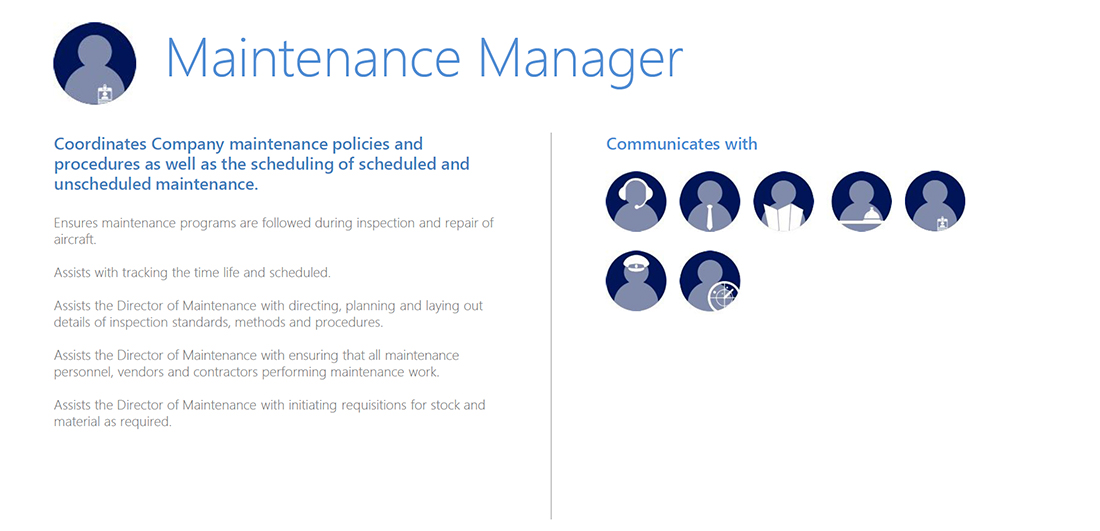 Maintenance Manager
Coordinates Company maintenance policies and
procedures as well as the scheduling of scheduled and
unscheduled maintenance.
Ensures maintenance programs are followed during inspection and repair of
aircraft.
Assists with tracking the time life and scheduled.
Assists the Director of Maintenance with directing, planning and laying out
details of inspection standards, methods and procedures.
Assists the Director of Maintenance with ensuring that all maintenance
personnel, vendors and contractors performing maintenance work.
Assists the Director of Maintenance with initiating requisitions for stock and
material as required.
Communicates with